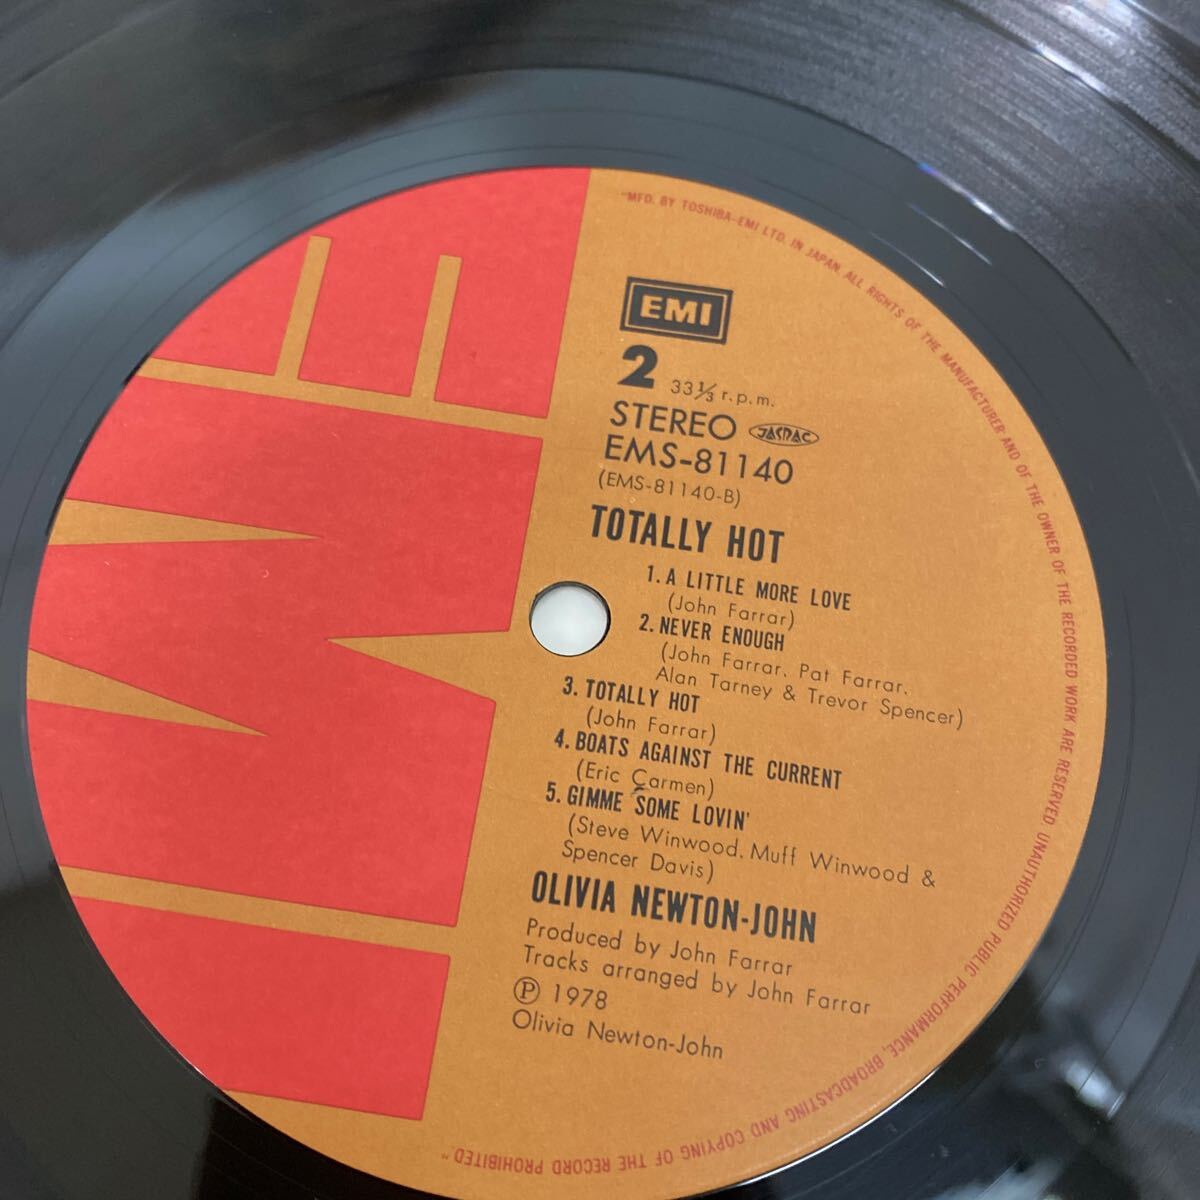 "MFD. BY TOSHIBA-EMI LTD. IN JAPAN. ALL RIGHTS OF THE MANUFACTURER AND OF THE OWNER OF THE RECORDED WORK ARE RESERVED. UNAUTHORIZED PUBLIC PERFORMANCE, BROADCASTING AND COPYING OF THE RECORD PROHIBITED"
EMI
2 33 1/3 r.p.m.
STEREO JASRAC
EMS-81140
(EMS-81140-B)
TOTALLY HOT
1. A LITTLE MORE LOVE
(John Farrar)
2. NEVER ENOUGH
(John Farrar, Pat Farrar,
Alan Tarney & Trevor Spencer)
3. TOTALLY HOT
(John Farrar)
4. BOATS AGAINST THE CURRENT
(Eric Carmen)
5. GIMME SOME LOVIN'
(Steve Winwood, Muff Winwood &
Spencer Davis)
OLIVIA NEWTON-JOHN
Produced by John Farrar
Tracks arranged by John Farrar
℗ 1978
Olivia Newton-John
EMI